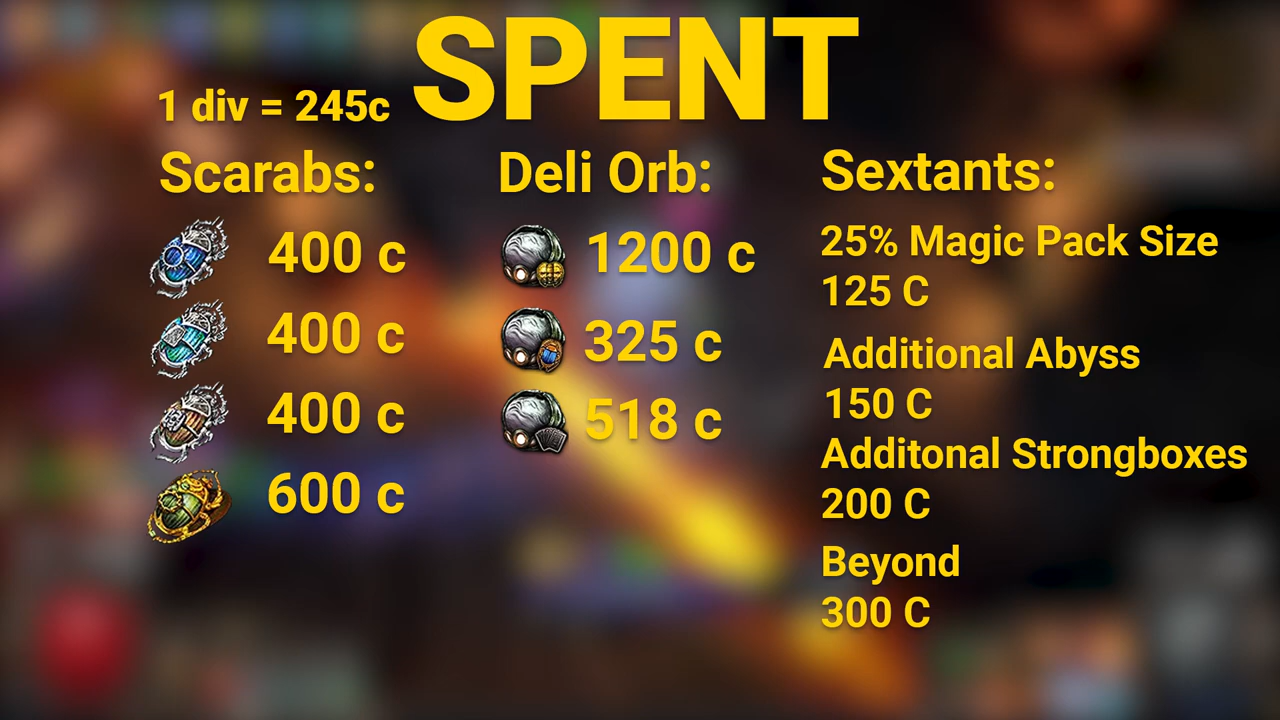 SPENT
1 div = 245c
Scarabs:
400 c
400 c
400 c
600 c
Deli Orb:
1200 c
325 c
518 c
Sextants:
25% Magic Pack Size
125 C
Additional Abyss
150 C
Additonal Strongboxes
200 C
Beyond
300 C